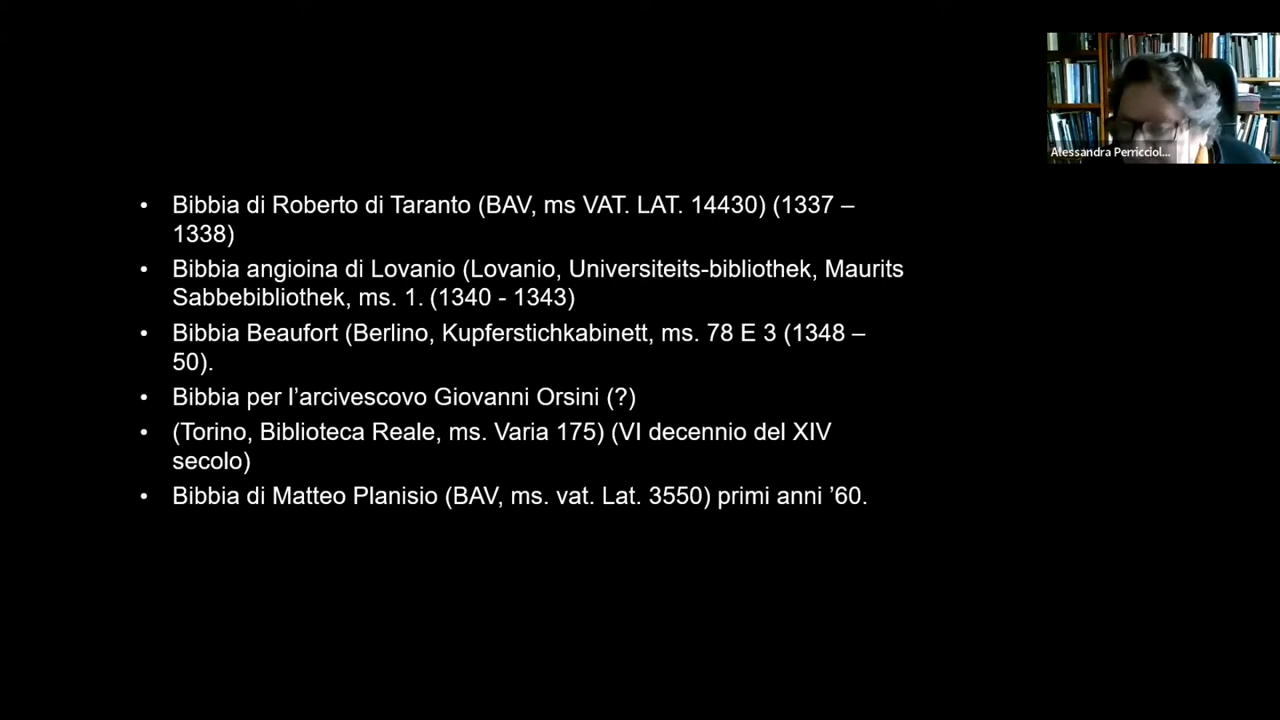 Alessandra Perricciol...
• Bibbia di Roberto di Taranto (BAV, ms VAT. LAT. 14430) (1337 –
1338)
• Bibbia angioina di Lovanio (Lovanio, Universiteits-bibliothek, Maurits
Sabbebibliothek, ms. 1. (1340 - 1343)
• Bibbia Beaufort (Berlino, Kupferstichkabinett, ms. 78 E 3 (1348 –
50).
• Bibbia per l’arcivescovo Giovanni Orsini (?)
• (Torino, Biblioteca Reale, ms. Varia 175) (VI decennio del XIV
secolo)
• Bibbia di Matteo Planisio (BAV, ms. vat. Lat. 3550) primi anni ’60.